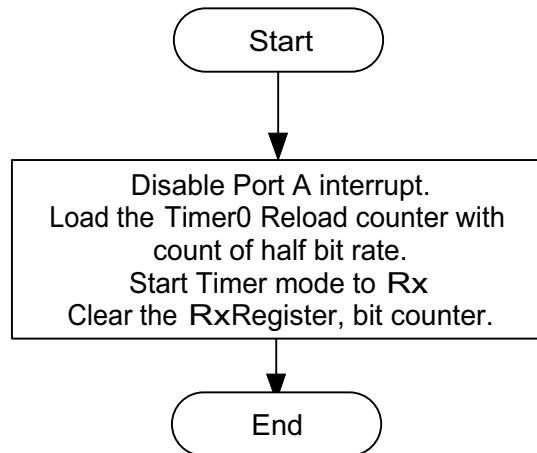 Start
Disable Port A interrupt.
Load the Timer0 Reload counter with
count of half bit rate.
Start Timer mode to Rx
Clear the RxRegister, bit counter.
End